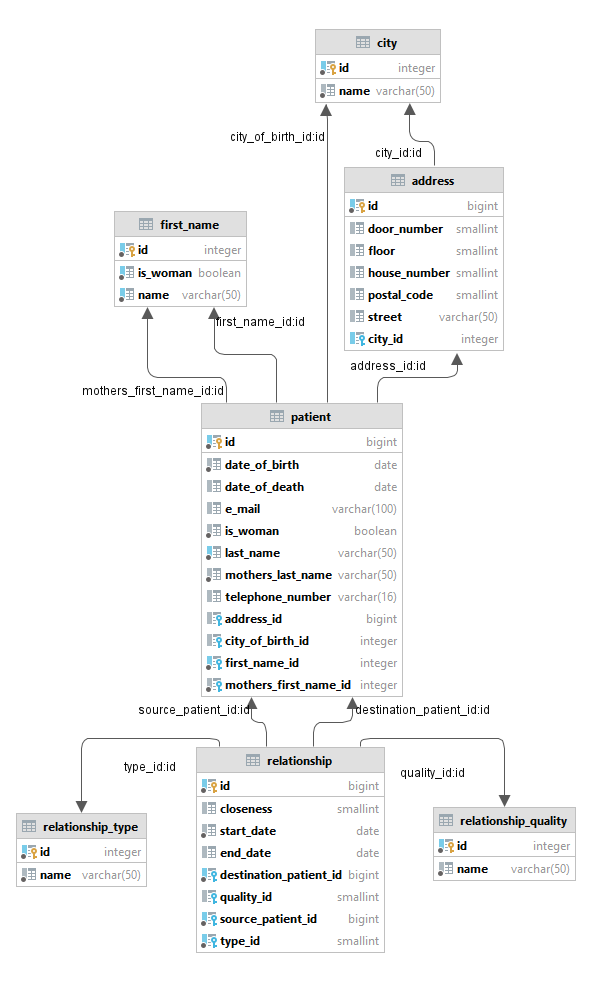 city
id integer
name varchar(50)
city_of_birth_id:id
city_id:id
address
id bigint
door_number smallint
floor smallint
house_number smallint
postal_code smallint
street varchar(50)
city_id integer
first_name
id integer
is_woman boolean
name varchar(50)
first_name_id:id
mothers_first_name_id:id
address_id:id
patient
id bigint
date_of_birth date
date_of_death date
e_mail varchar(100)
is_woman boolean
last_name varchar(50)
mothers_last_name varchar(50)
telephone_number varchar(16)
address_id bigint
city_of_birth_id integer
first_name_id integer
mothers_first_name_id integer
source_patient_id:id
destination_patient_id:id
type_id:id
quality_id:id
relationship
id bigint
closeness smallint
start_date date
end_date date
destination_patient_id bigint
quality_id smallint
source_patient_id bigint
type_id smallint
relationship_type
id integer
name varchar(50)
relationship_quality
id integer
name varchar(50)